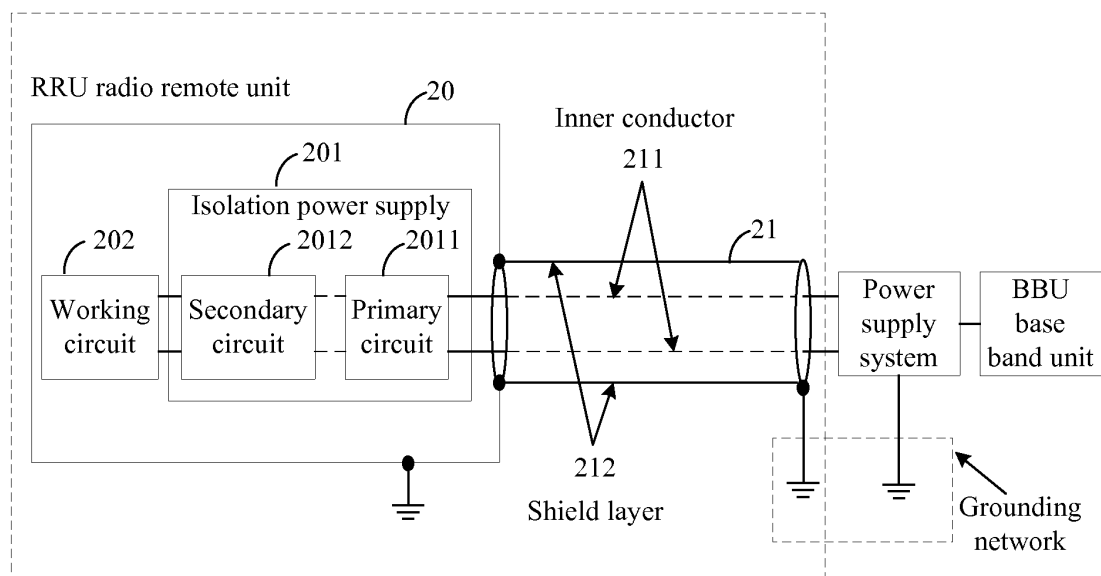 RRU radio remote unit
20
201
Isolation power supply
202
2012
2011
Working
circuit
Secondary
circuit
Primary
circuit
Inner conductor
211
21
212
Shield layer
Power
supply
system
BBU
base
band unit
Grounding
network